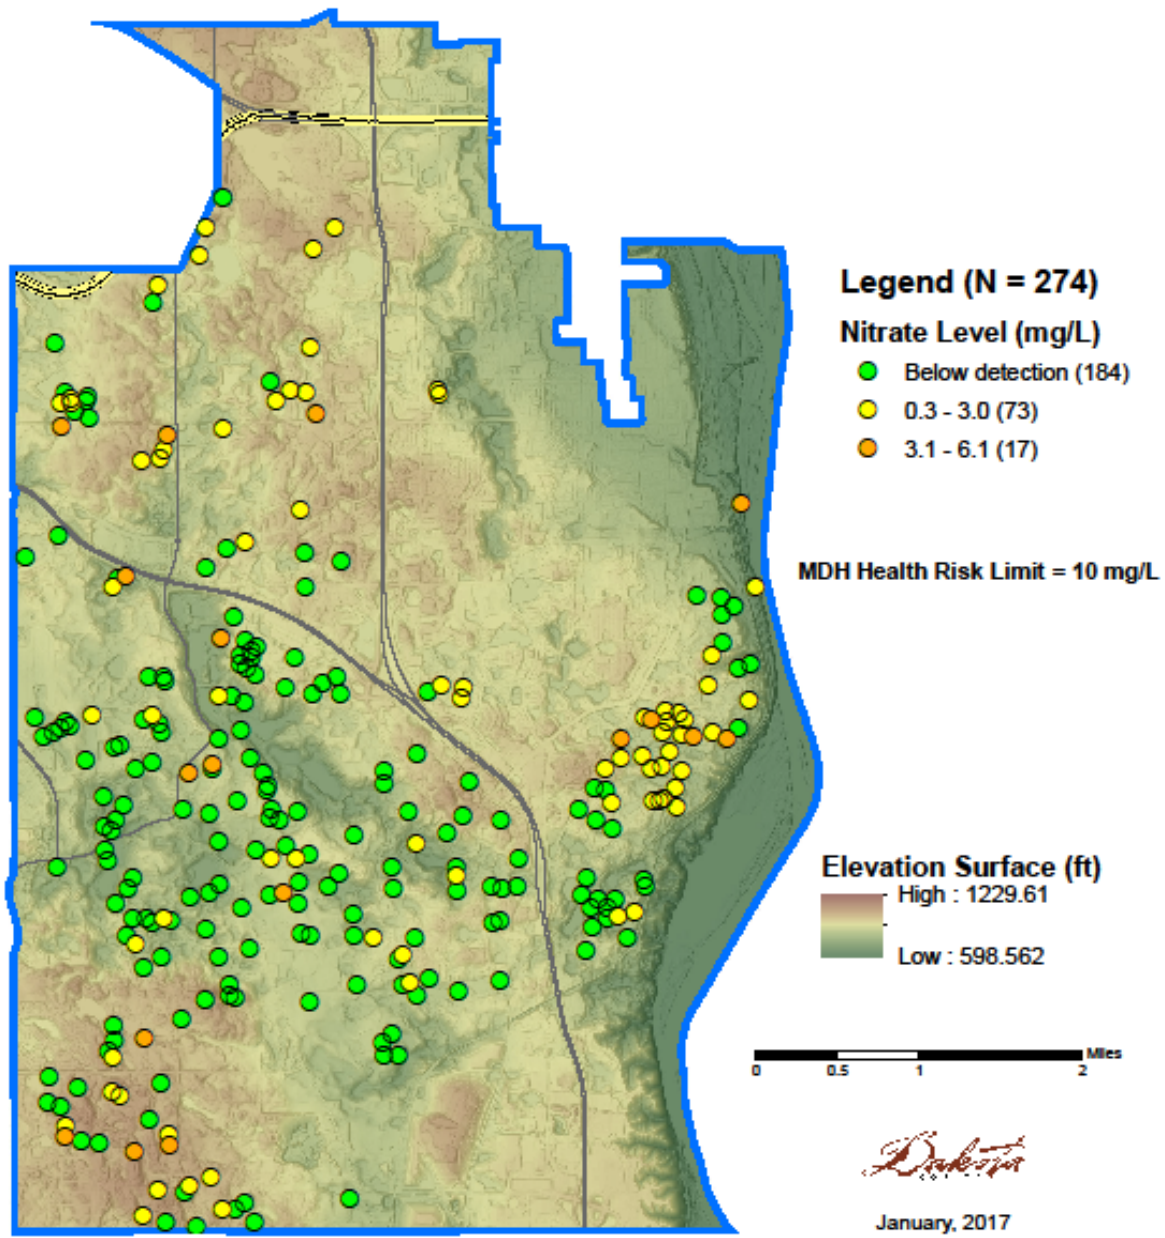 Legend (N = 274)
Nitrate Level (mg/L)
Below detection (184)
0.3 - 3.0 (73)
3.1 - 6.1 (17)
MDH Health Risk Limit = 10 mg/L
Elevation Surface (ft)
High : 1229.61
Low : 598.562
Miles
0 0.5 1 2
Dakota
January, 2017